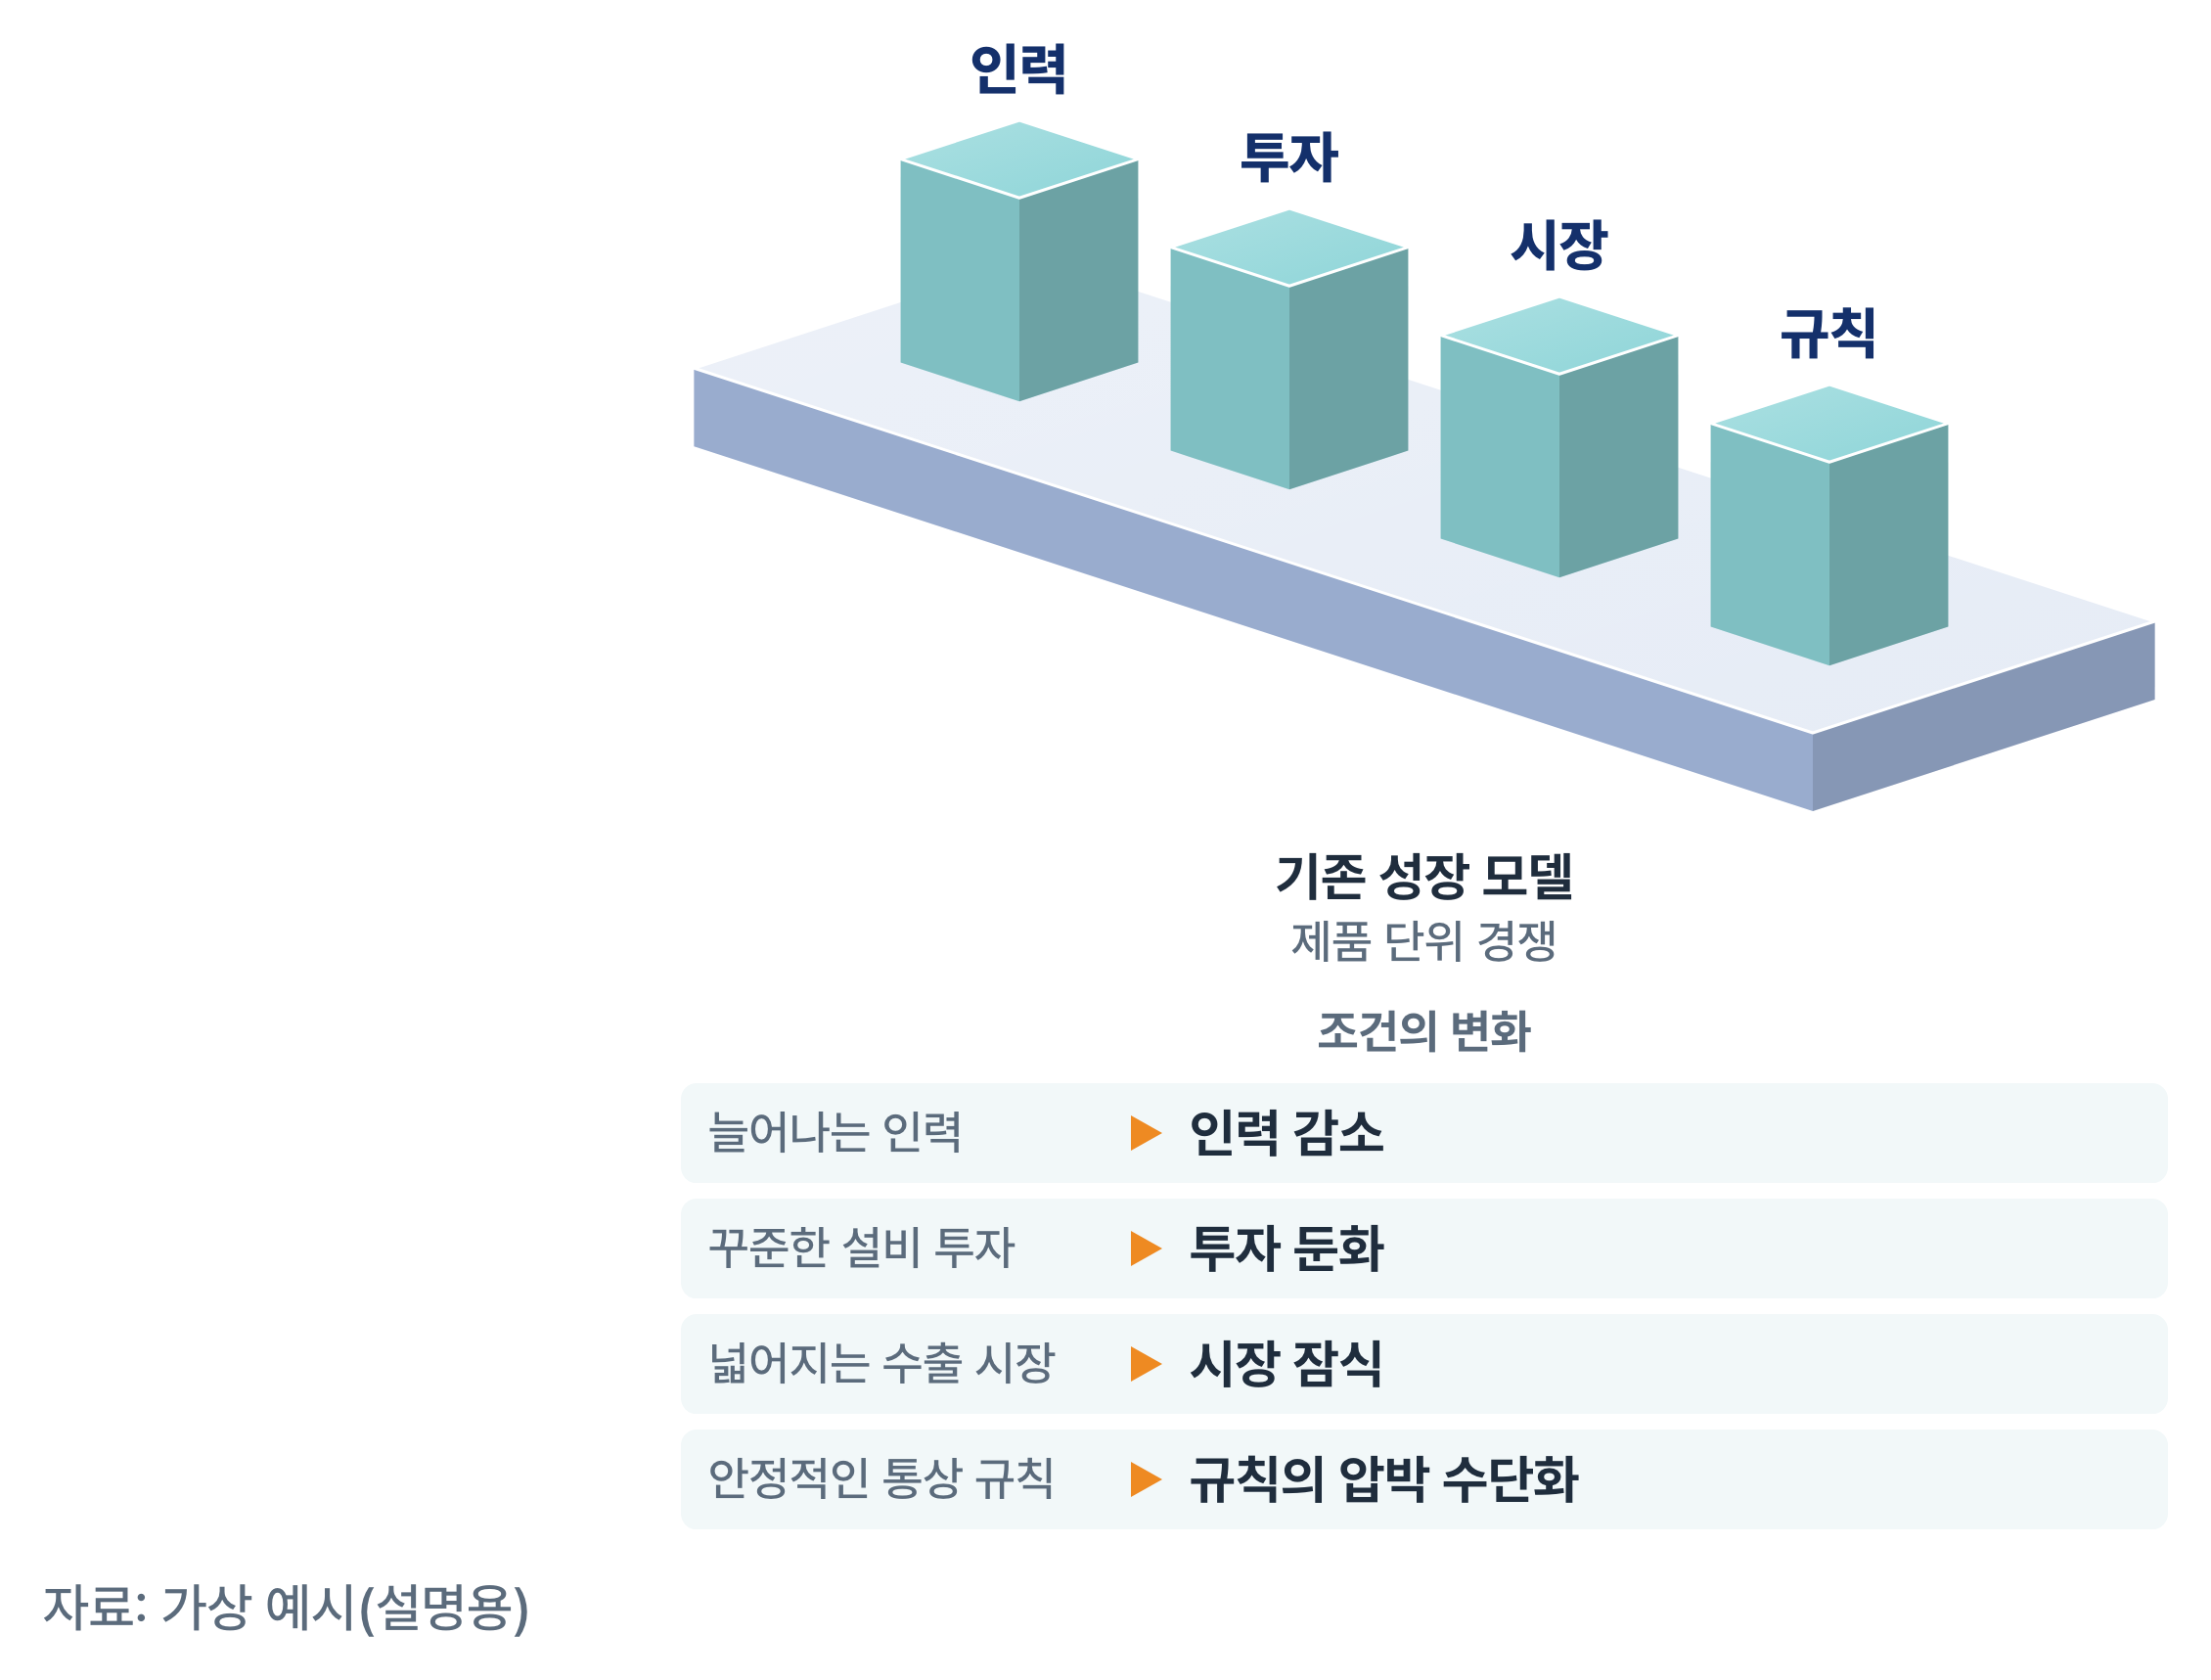 인력
투자
시장
규칙
기존 성장 모델
제품 단위 경쟁
조건의 변화
늘어나는 인력 ▶ 인력 감소
꾸준한 설비 투자 ▶ 투자 둔화
넓어지는 수출 시장 ▶ 시장 잠식
안정적인 통상 규칙 ▶ 규칙의 압박 수단화
자료: 가상 예시(설명용)